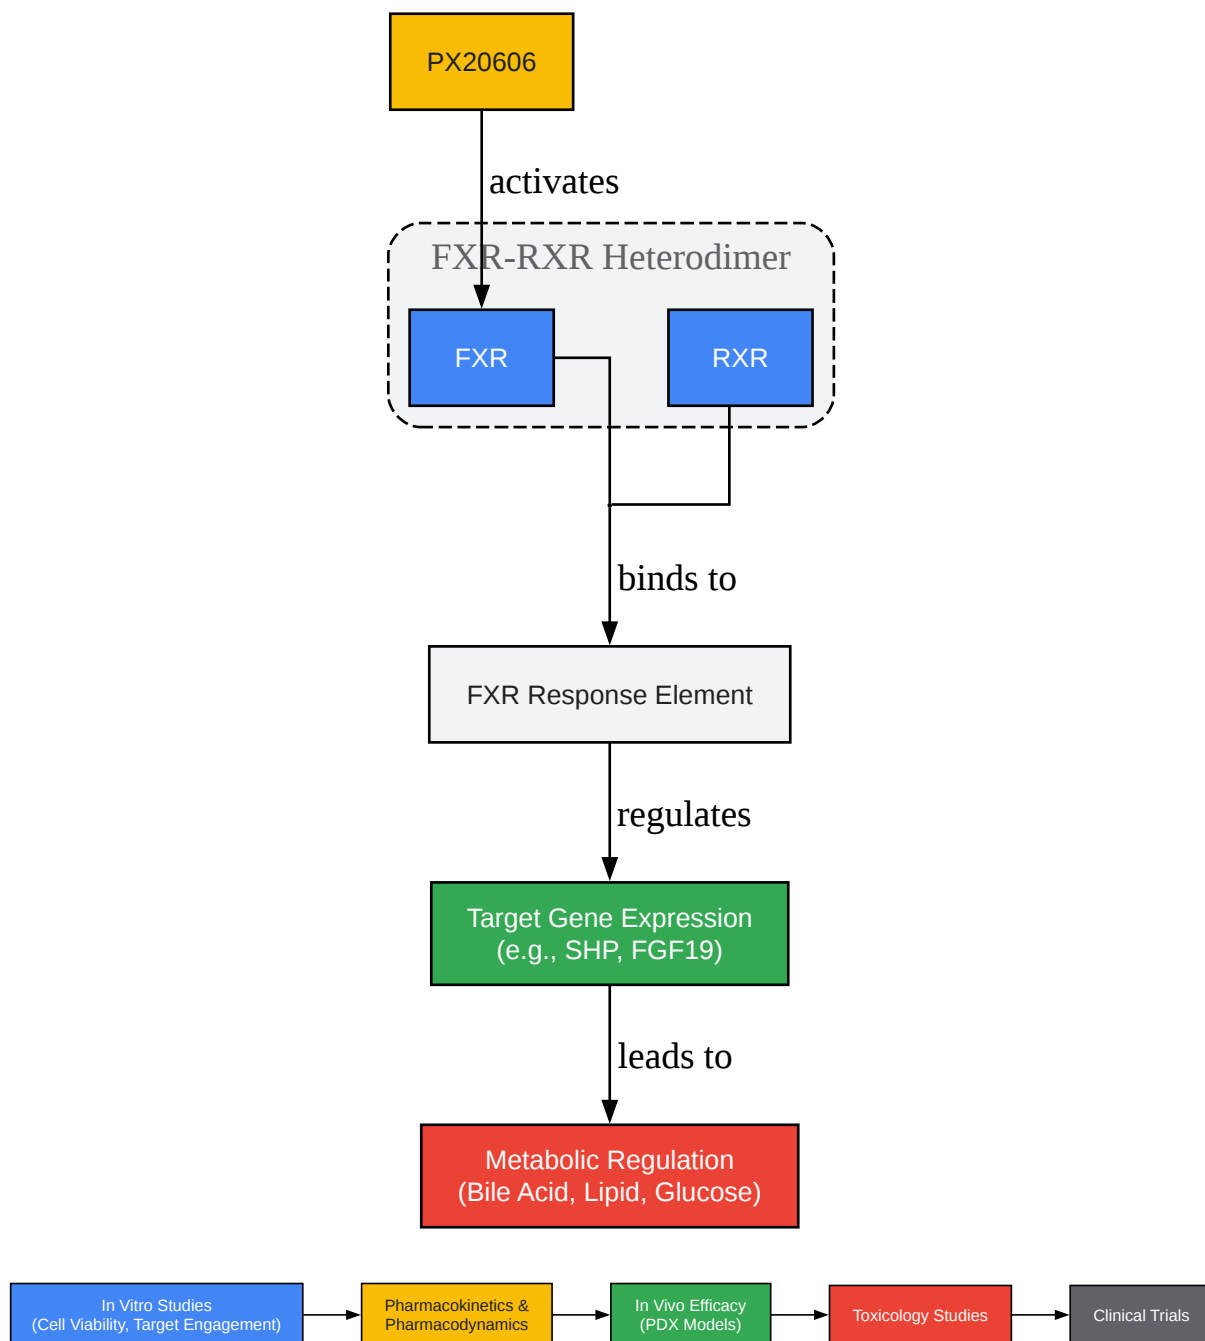 PX20606
activates
FXR-RXR Heterodimer
FXR
RXR
binds to
FXR Response Element
regulates
Target Gene Expression
(e.g., SHP, FGF19)
leads to
Metabolic Regulation
(Bile Acid, Lipid, Glucose)
In Vitro Studies
(Cell Viability, Target Engagement)
Pharmacokinetics &
Pharmacodynamics
In Vivo Efficacy
(PDX Models)
Toxicology Studies
Clinical Trials